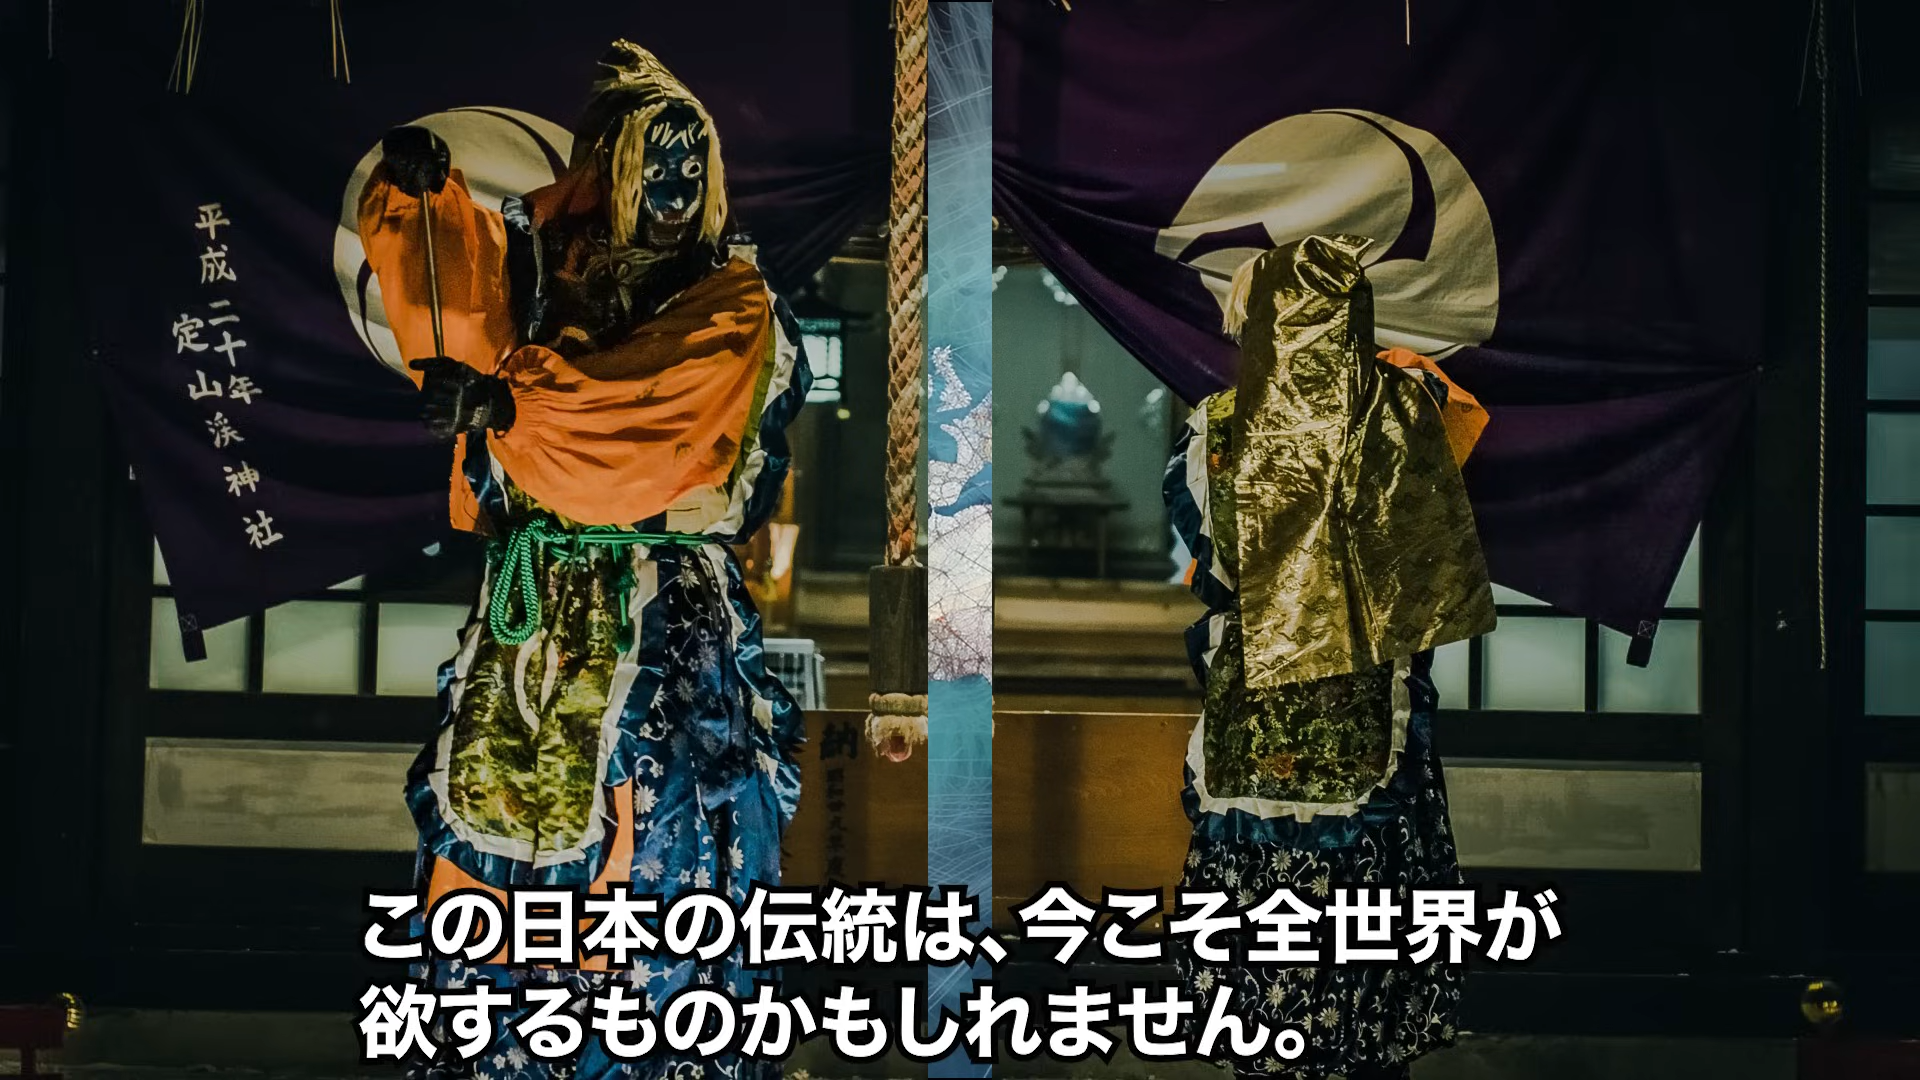 平成二十年
定山渓神社
納
この日本の伝統は、今こそ全世界が
欲するものかもしれません。